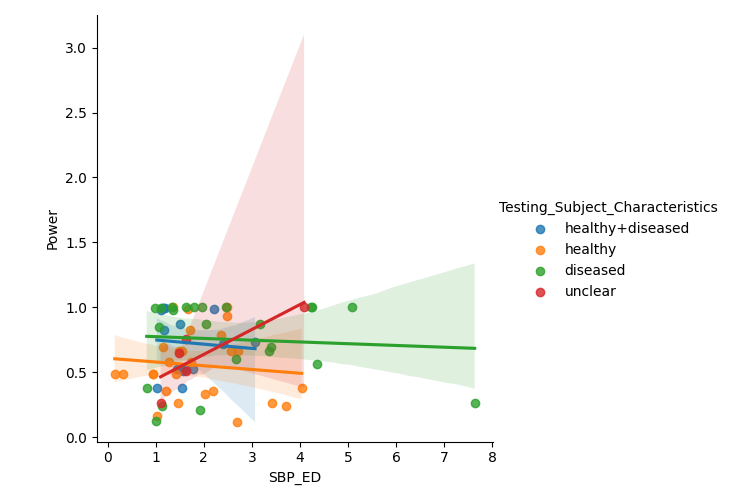 3.0
2.5
2.0
1.5
1.0
0.5
0.0
Power
0 1 2 3 4 5 6 7 8
SBP_ED
Testing_Subject_Characteristics
healthy+diseased
healthy
diseased
unclear